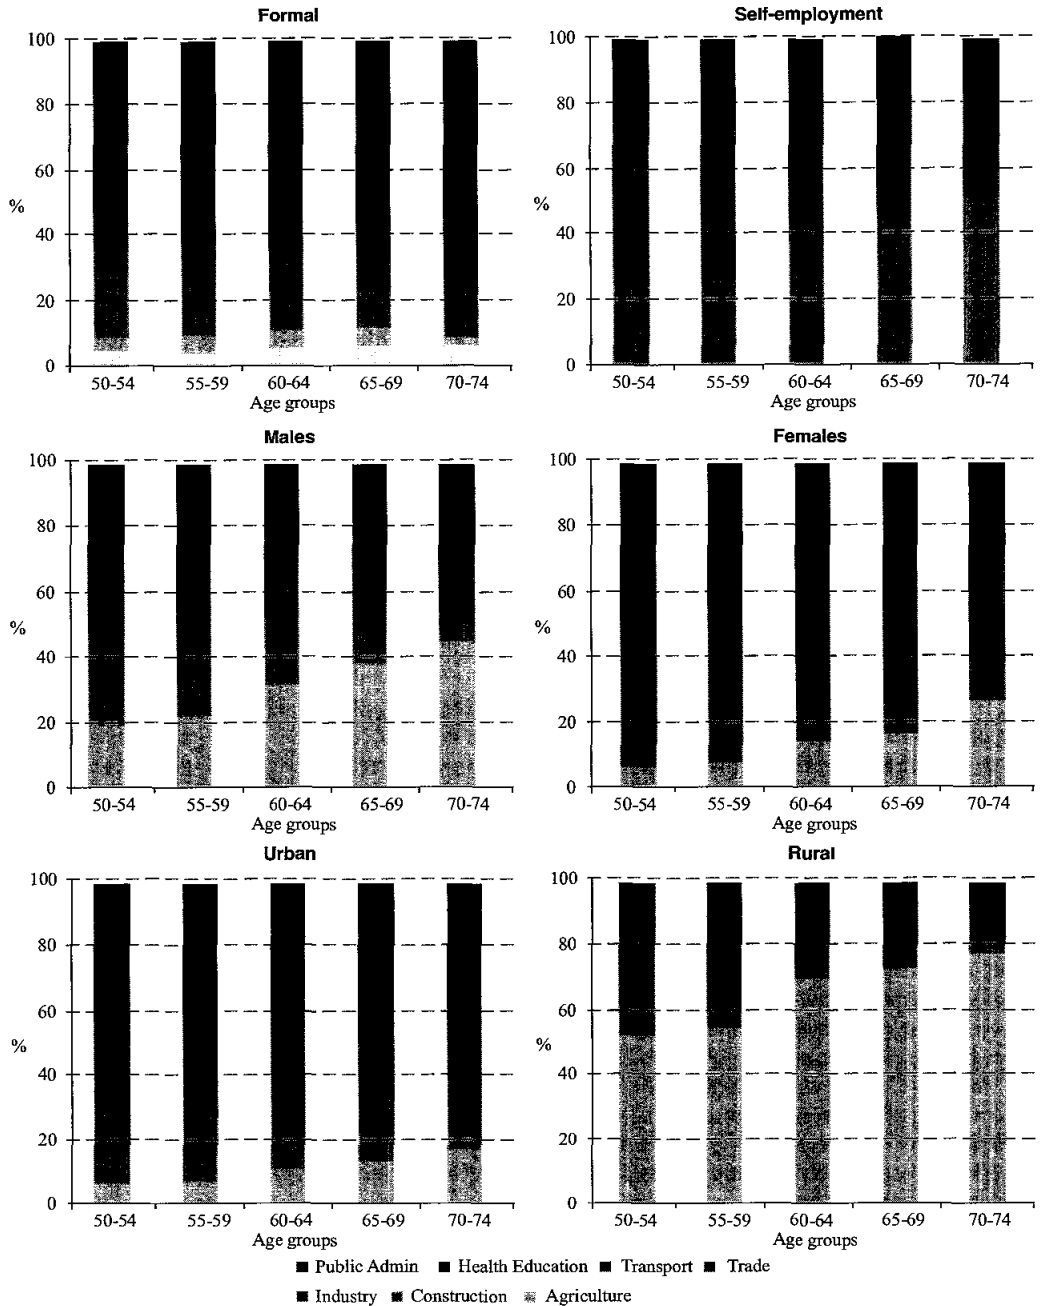 Formal
100
80
60
%
40
20
0
50-54 55-59 60-64 65-69 70-74
Age groups
Self-employment
100
80
60
%
40
20
0
50-54 55-59 60-64 65-69 70-74
Age groups
Males
100
80
60
%
40
20
0
50-54 55-59 60-64 65-69 70-74
Age groups
Females
100
80
60
%
40
20
0
50-54 55-59 60-64 65-69 70-74
Age groups
Urban
100
80
60
%
40
20
0
50-54 55-59 60-64 65-69 70-74
Age groups
Rural
100
80
60
%
40
20
0
50-54 55-59 60-64 65-69 70-74
Age groups
Public Admin Health Education Transport Trade
Industry Construction Agriculture